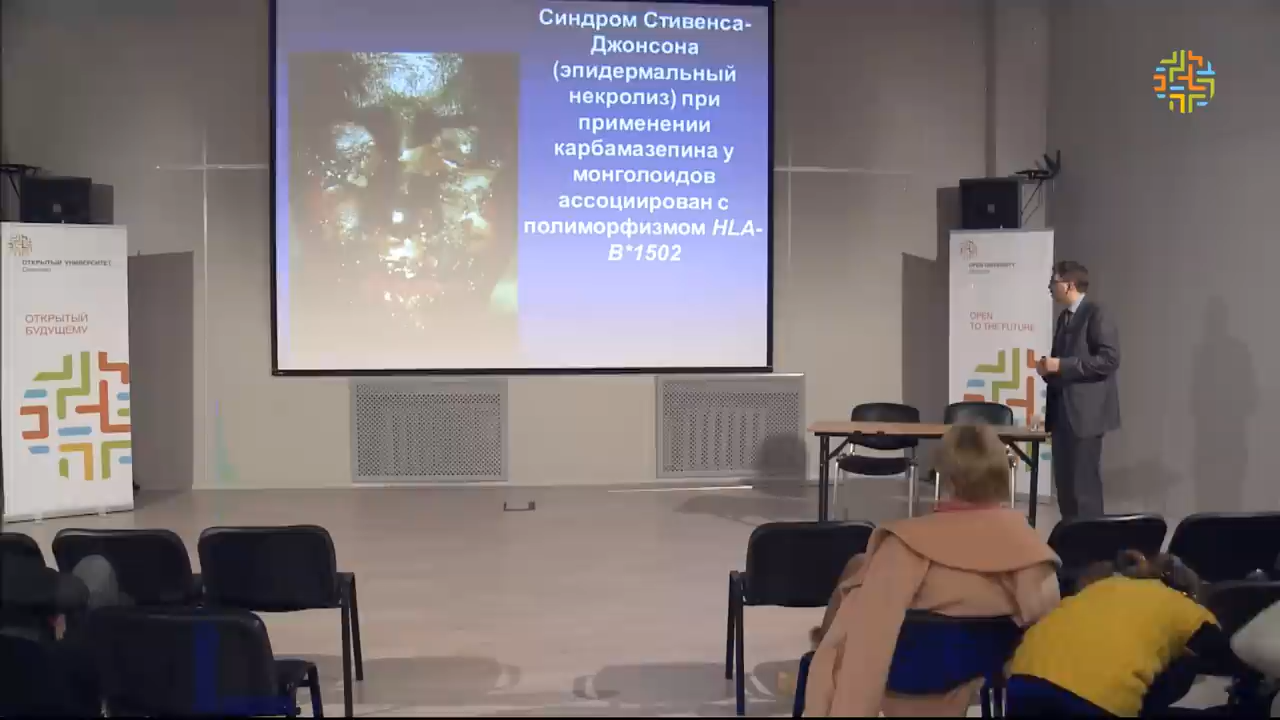 Синдром Стивенса-
Джонсона
(эпидермальный
некролиз) при
применении
карбамазепина у
монголоидов
ассоциирован с
полиморфизмом HLA-
B*1502
ОТКРЫТЫЙ УНИВЕРСИТЕТ
ОТКРЫТЫЙ
БУДУЩЕМУ
OPEN UNIVERSITY
OPEN
TO THE FUTURE